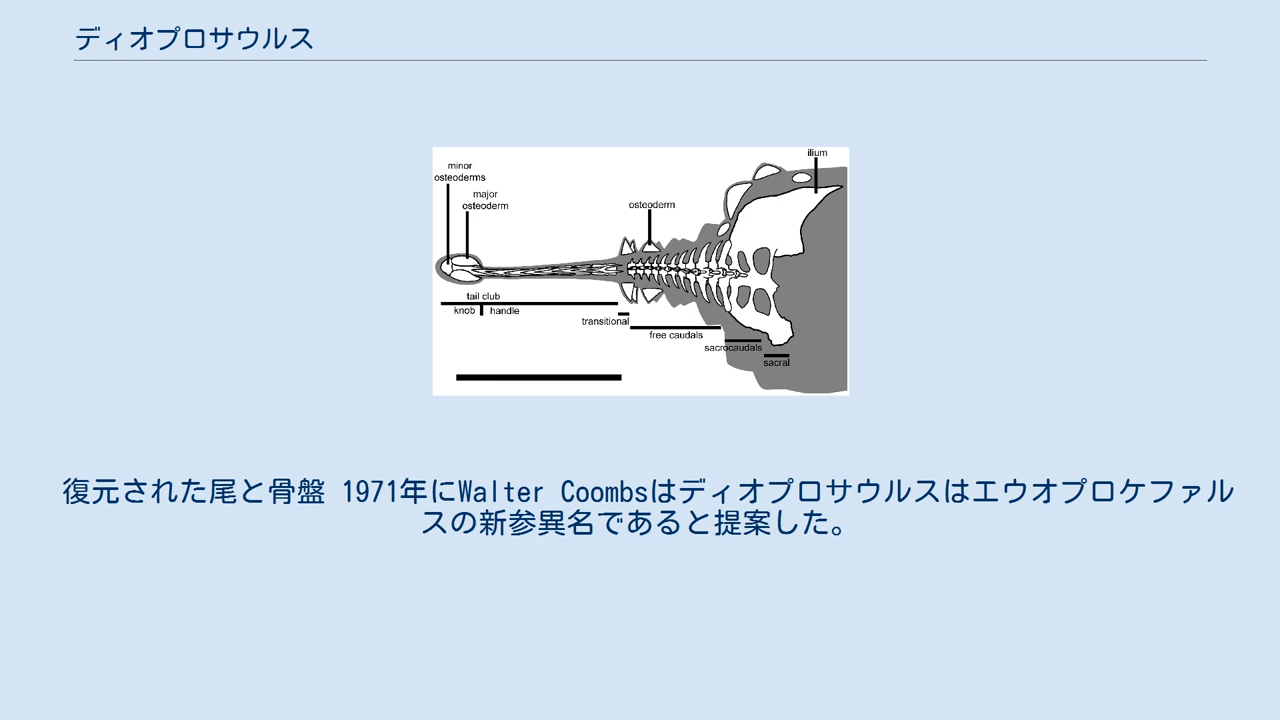 ディオプロサウルス
ilium
minor
osteoderms
major
osteoderm
osteoderm
tail club
knob
handle
transitional
free caudals
sacrocaudals
sacral
復元された尾と骨盤 1971年にWalter Coombsはディオプロサウルスはエウオプロケファル
スの新参異名であると提案した。